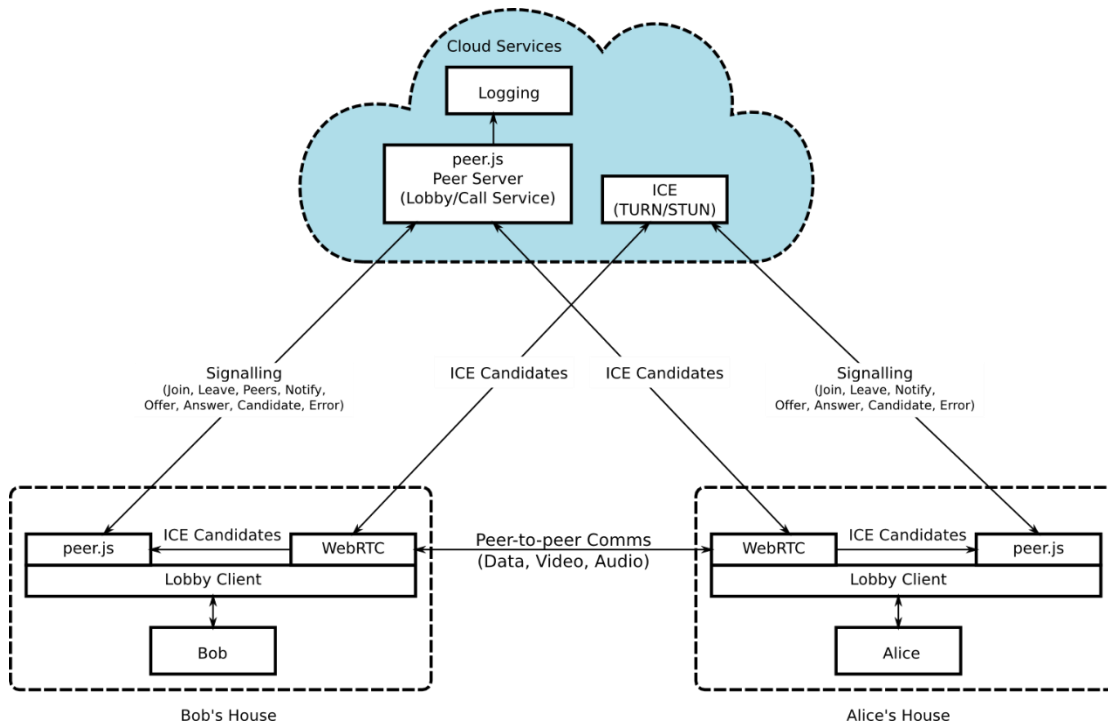 Cloud Services
Logging
peer.js
Peer Server
(Lobby/Call Service)
ICE
(TURN/STUN)
Signalling
(Join, Leave, Peers, Notify,
Offer, Answer, Candidate, Error)
ICE Candidates
ICE Candidates
Signalling
(Join, Leave, Notify,
Offer, Answer, Candidate, Error)
peer.js
ICE Candidates
WebRTC
Lobby Client
Bob
Peer-to-peer Comms
(Data, Video, Audio)
WebRTC
ICE Candidates
peer.js
Lobby Client
Alice
Bob's House
Alice's House